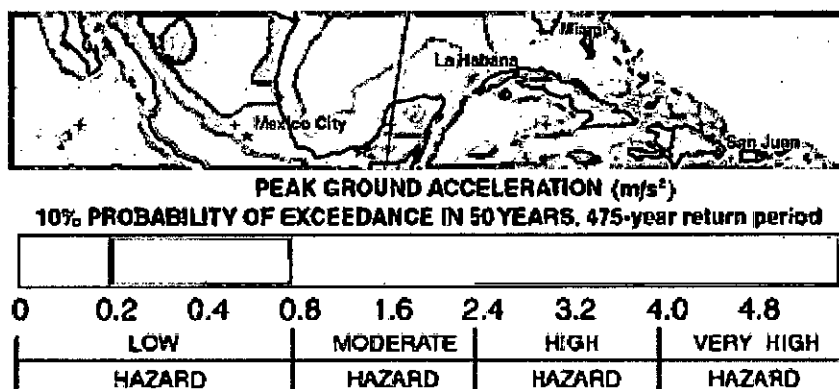 Miami
La Habana
Mexico City
San Juan
PEAK GROUND ACCELERATION (m/s²)
10% PROBABILITY OF EXCEEDANCE IN 50 YEARS, 475-year return period
0 0.2 0.4 0.8 1.6 2.4 3.2 4.0 4.8
LOW MODERATE HIGH VERY HIGH
HAZARD HAZARD HAZARD HAZARD